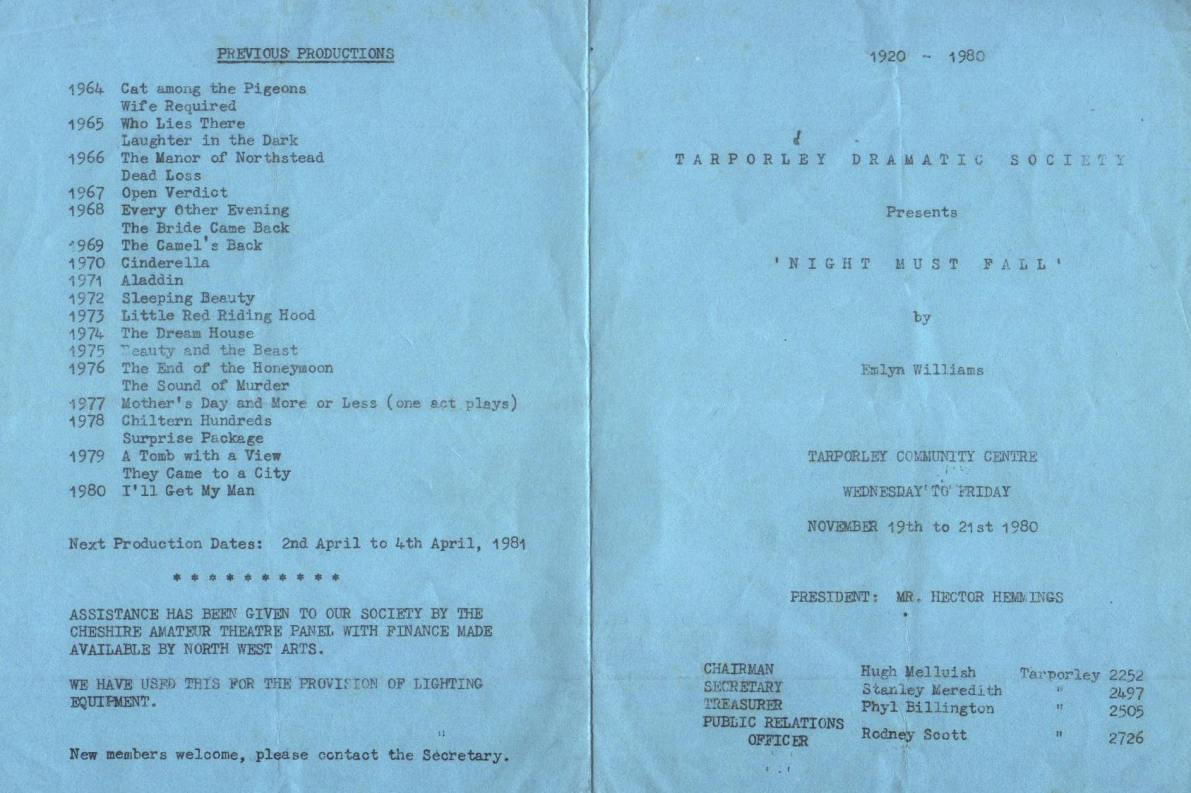 PREVIOUS PRODUCTIONS
1964 Cat among the Pigeons
Wife Required
1965 Who Lies There
Laughter in the Dark
1966 The Manor of Northstead
Dead Loss
1967 Open Verdict
1968 Every Other Evening
The Bride Came Back
1969 The Camel's Back
1970 Cinderella
1971 Aladdin
1972 Sleeping Beauty
1973 Little Red Riding Hood
1974 The Dream House
1975 Beauty and the Beast
1976 The End of the Honeymoon
The Sound of Murder
1977 Mother's Day and More or Less (one act plays)
1978 Chiltern Hundreds
Surprise Package
1979 A Tomb with a View
They Came to a City
1980 I'll Get My Man
Next Production Dates: 2nd April to 4th April, 1981
* * * * * * * * * *
ASSISTANCE HAS BEEN GIVEN TO OUR SOCIETY BY THE
CHESHIRE AMATEUR THEATRE PANEL WITH FINANCE MADE
AVAILABLE BY NORTH WEST ARTS.
WE HAVE USED THIS FOR THE PROVISION OF LIGHTING
EQUIPMENT.
New members welcome, please contact the Secretary.
1920 - 1980
TARPORLEY DRAMATIC SOCIETY
Presents
'NIGHT MUST FALL'
by
Emlyn Williams
TARPORLEY COMMUNITY CENTRE
WEDNESDAY TO FRIDAY
NOVEMBER 19th to 21st 1980
PRESIDENT: MR. HECTOR HEMMINGS
CHAIRMAN Hugh Melluish Tarporley 2252
SECRETARY Stanley Meredith " 2497
TREASURER Phyl Billington " 2505
PUBLIC RELATIONS
OFFICER Rodney Scott " 2726